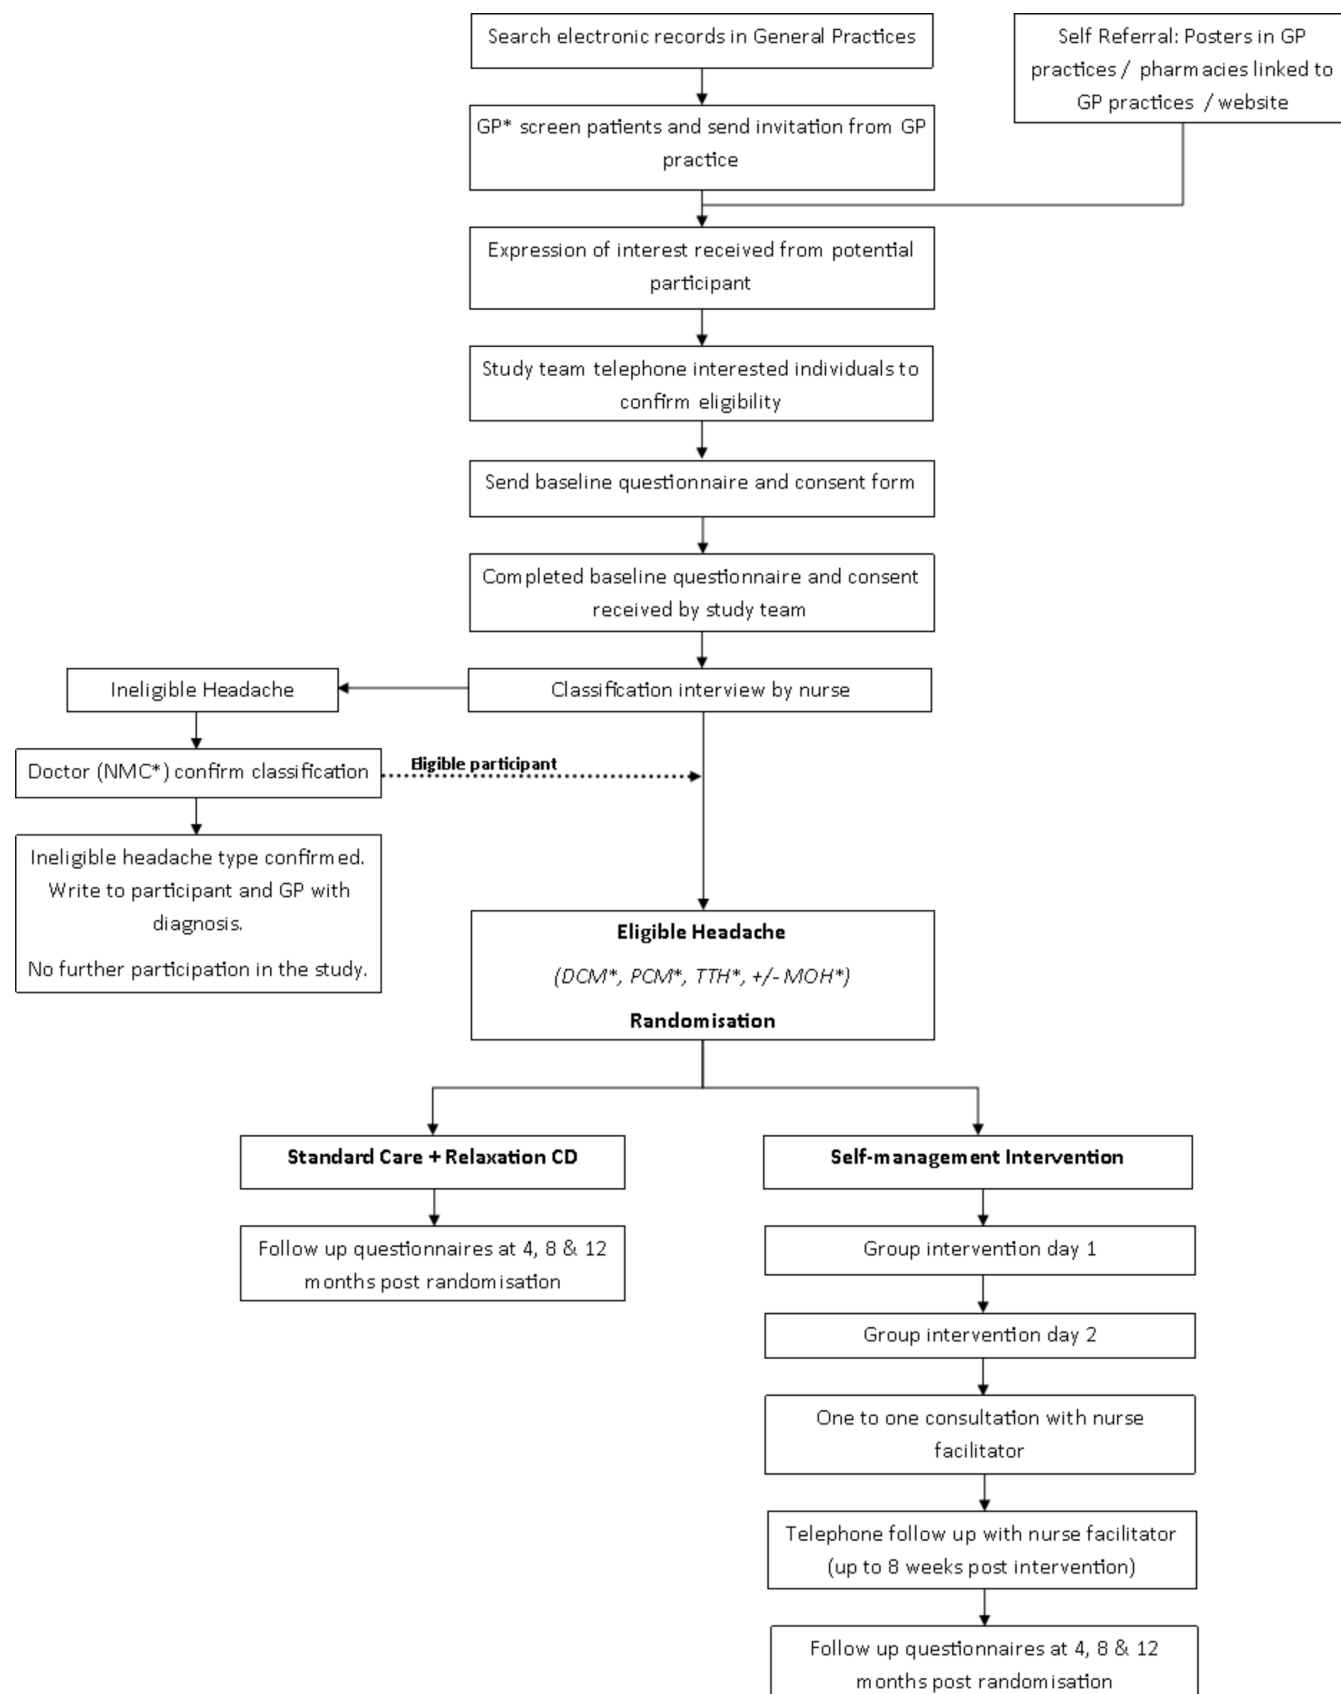 Search electronic records in General Practices
Self Referral: Posters in GP
practices / pharmacies linked to
GP practices / website
GP* screen patients and send invitation from GP
practice
Expression of interest received from potential
participant
Study team telephone interested individuals to
confirm eligibility
Send baseline questionnaire and consent form
Completed baseline questionnaire and consent
received by study team
Ineligible Headache
Classification interview by nurse
Doctor (NMC*) confirm classification
Eligible participant
Ineligible headache type confirmed.
Write to participant and GP with
diagnosis.
No further participation in the study.
Eligible Headache
(DCM*, PCM*, TTH*, +/- MOH*)
Randomisation
Standard Care + Relaxation CD
Follow up questionnaires at 4, 8 & 12
months post randomisation
Self-management Intervention
Group intervention day 1
Group intervention day 2
One to one consultation with nurse
facilitator
Telephone follow up with nurse facilitator
(up to 8 weeks post intervention)
Follow up questionnaires at 4, 8 & 12
months post randomisation